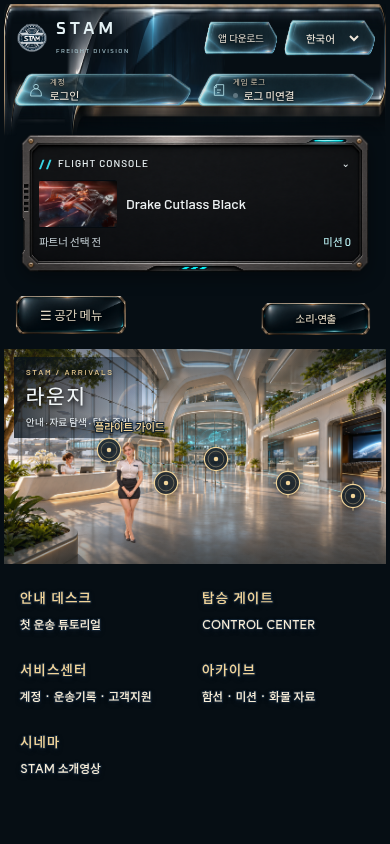 STAM
FREIGHT DIVISION
앱 다운로드
한국어
계정
로그인
게임 로그
로그 미연결
// FLIGHT CONSOLE
Drake Cutlass Black
파트너 선택 전
미션 0
☰ 공간 메뉴
소리·연출
STAM / ARRIVALS
라운지
안내 · 자료 탐색 ·
플라이트 가이드
안내 데스크
첫 운송 튜토리얼
탑승 게이트
CONTROL CENTER
서비스센터
계정 · 운송기록 · 고객지원
아카이브
함선 · 미션 · 화물 자료
시네마
STAM 소개영상